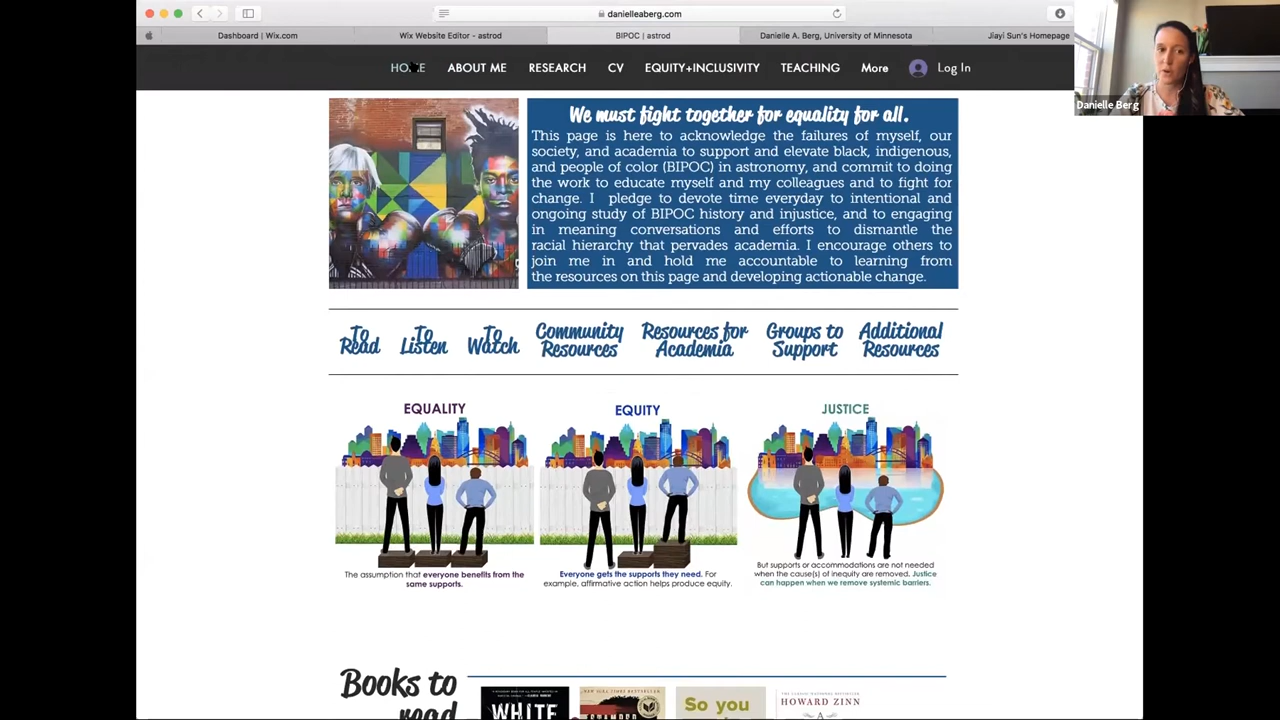 danielleaberg.com
Dashboard | Wix.com
Wix Website Editor - astrod
BIPOC | astrod
Danielle A. Berg, University of Minnesota
Jiayi Sun's Homepage
HOME
ABOUT ME
RESEARCH
CV
EQUITY+INCLUSIVITY
TEACHING
More
Log In
Danielle Berg
We must fight together for equality for all.
This page is here to acknowledge the failures of myself, our
society, and academia to support and elevate black, indigenous,
and people of color (BIPOC) in astronomy, and commit to doing
the work to educate myself and my colleagues and to fight for
change. I pledge to devote time everyday to intentional and
ongoing study of BIPOC history and injustice, and to engaging
in meaning conversations and efforts to dismantle the
racial hierarchy that pervades academia. I encourage others to
join me in and hold me accountable to learning from
the resources on this page and developing actionable change.
To
Read
To
Listen
To
Watch
Community
Resources
Resources for
Academia
Groups to
Support
Additional
Resources
EQUALITY
The assumption that everyone benefits from the
same supports.
EQUITY
Everyone gets the supports they need. For
example, affirmative action helps produce equity.
JUSTICE
But supports or accommodations are not needed
when the cause(s) of inequity are removed. Justice
can happen when we remove systemic barriers.
Books to
read
WHITE
STAMPED
So you
HOWARD ZINN